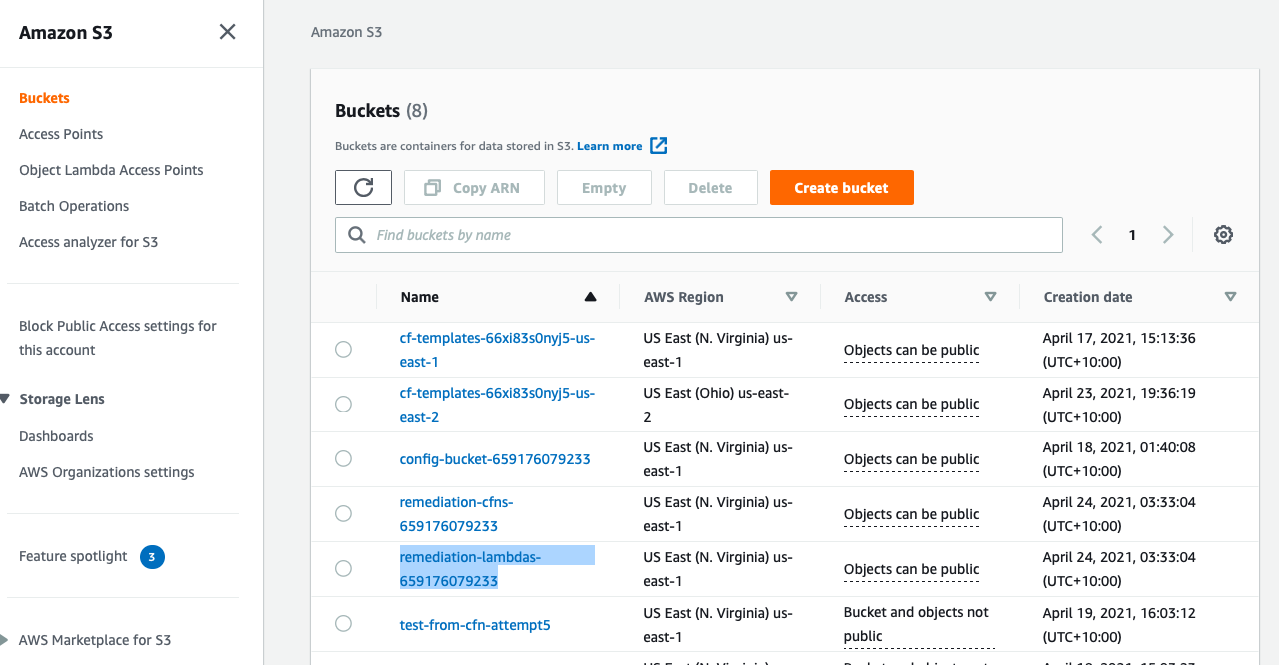 Amazon S3
Buckets
Access Points
Object Lambda Access Points
Batch Operations
Access analyzer for S3
Block Public Access settings for
this account
Storage Lens
Dashboards
AWS Organizations settings
Feature spotlight 3
AWS Marketplace for S3
Amazon S3
Buckets (8)
Buckets are containers for data stored in S3. Learn more
Copy ARN Empty Delete Create bucket
Find buckets by name 1
Name AWS Region Access Creation date
cf-templates-66xi83s0nyj5-us- US East (N. Virginia) us- Objects can be public April 17, 2021, 15:13:36
east-1 east-1 (UTC+10:00)
cf-templates-66xi83s0nyj5-us- US East (Ohio) us-east- Objects can be public April 23, 2021, 19:36:19
east-2 2 (UTC+10:00)
config-bucket-659176079233 US East (N. Virginia) us- Objects can be public April 18, 2021, 01:40:08
east-1 (UTC+10:00)
remediation-cfns- US East (N. Virginia) us- Objects can be public April 24, 2021, 03:33:04
659176079233 east-1 (UTC+10:00)
remediation-lambdas- US East (N. Virginia) us- Objects can be public April 24, 2021, 03:33:04
659176079233 east-1 (UTC+10:00)
test-from-cfn-attempt5 US East (N. Virginia) us- Bucket and objects not April 19, 2021, 16:03:12
east-1 public (UTC+10:00)